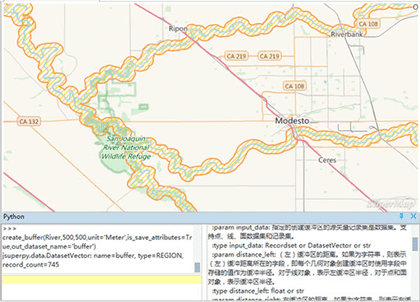 CA 108
Ripon
Riverbank
CA 219
CA 219
CA 108
CA 132
Modesto
San Joaquin
River National
Wildlife Refuge
Ceres
Python
>>>
create_buffer(River,500,500,unit='Meter',is_save_attributes=Tr
ue,out_dataset_name='buffer')
jsuperpy.data.DatasetVector: name=buffer, type=REGION,
record_count=745
:param input_data: 指定的创建缓冲区的源矢量记录集是数据集。支
持点、线、面数据集和记录集。
:type input_data: Recordset or DatasetVector or str
:param distance_left: (左)缓冲区的距离。如果为字符串，则表示
(左)缓冲距离所在的字段，即每个几何对象创建缓冲区时使用字段中
存储的值作为缓冲半径。对于线对象，表示左缓冲区半径，对于点和面
对象，表示缓冲区半径。
:type distance_left: float or str